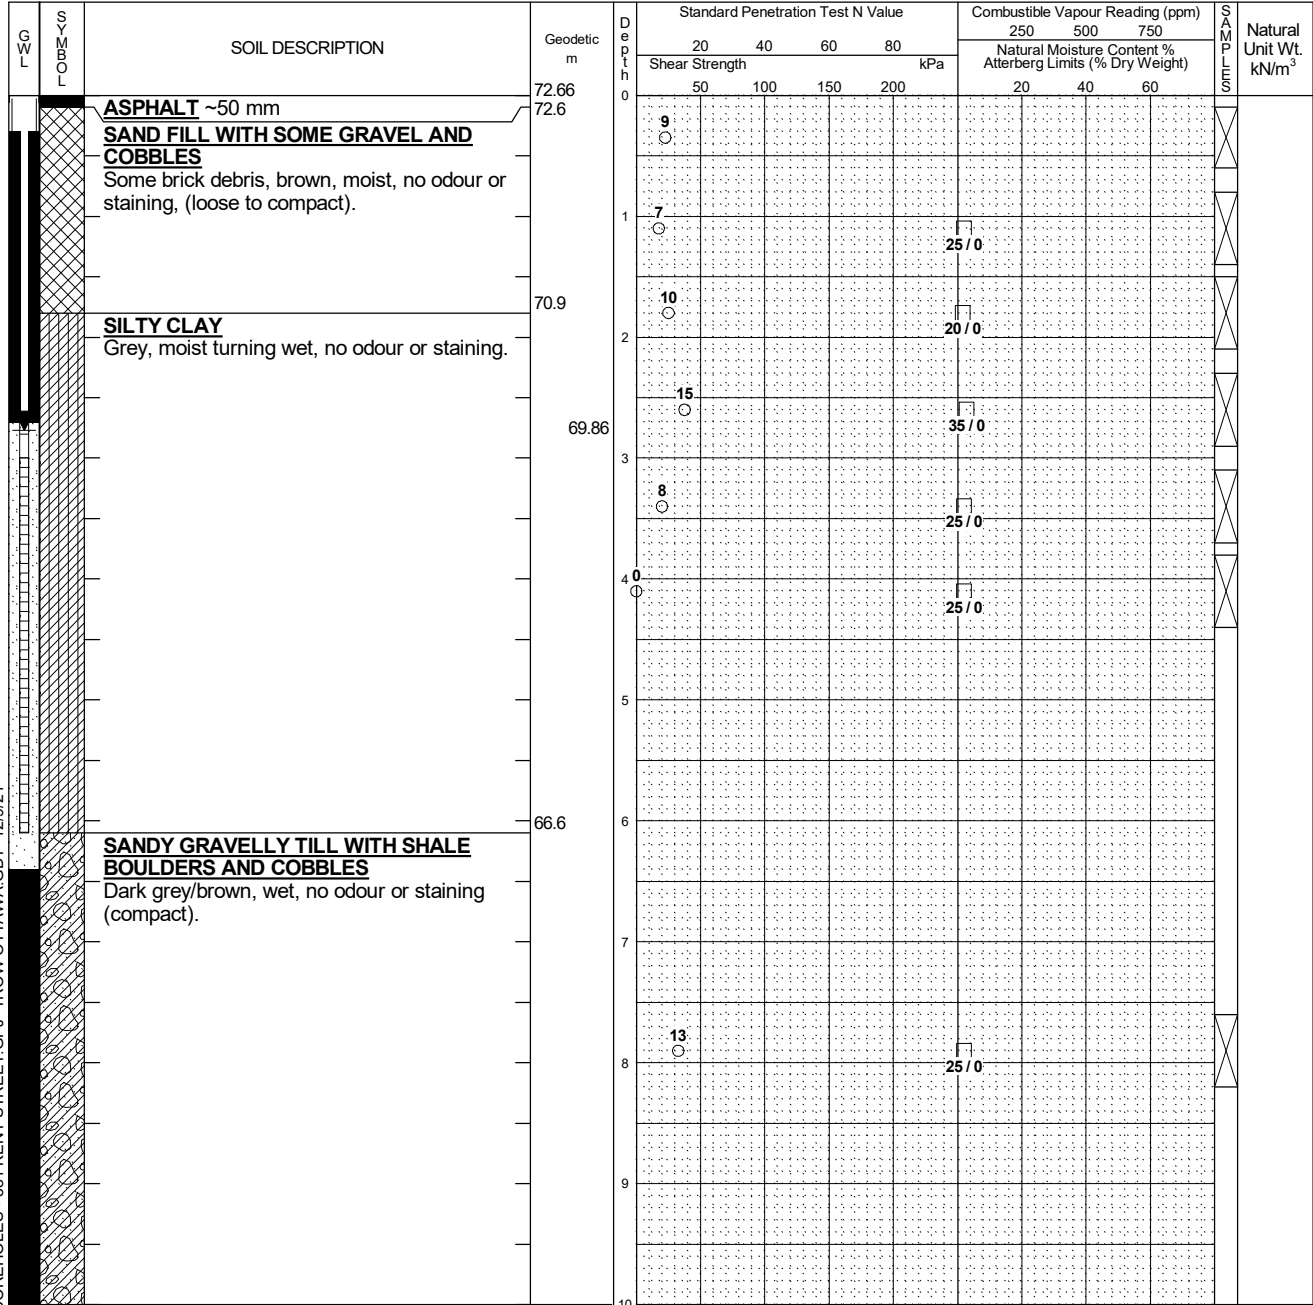 GWL
SYMBOL
SOIL DESCRIPTION
Geodetic
m
Depth
Standard Penetration Test N Value
20 40 60 80
Shear Strength kPa
50 100 150 200
Combustible Vapour Reading (ppm)
250 500 750
Natural Moisture Content %
Atterberg Limits (% Dry Weight)
20 40 60
SAMPLES
Natural
Unit Wt.
kN/m³
72.66
0
ASPHALT ~50 mm
72.6
SAND FILL WITH SOME GRAVEL AND
COBBLES
Some brick debris, brown, moist, no odour or
staining, (loose to compact).
9
7
1
25 / 0
70.9
10
SILTY CLAY
Grey, moist turning wet, no odour or staining.
20 / 0
2
15
35 / 0
69.86
3
8
25 / 0
0
4
25 / 0
5
6
66.6
SANDY GRAVELLY TILL WITH SHALE
BOULDERS AND COBBLES
Dark grey/brown, wet, no odour or staining
(compact).
7
13
8
25 / 0
9
10